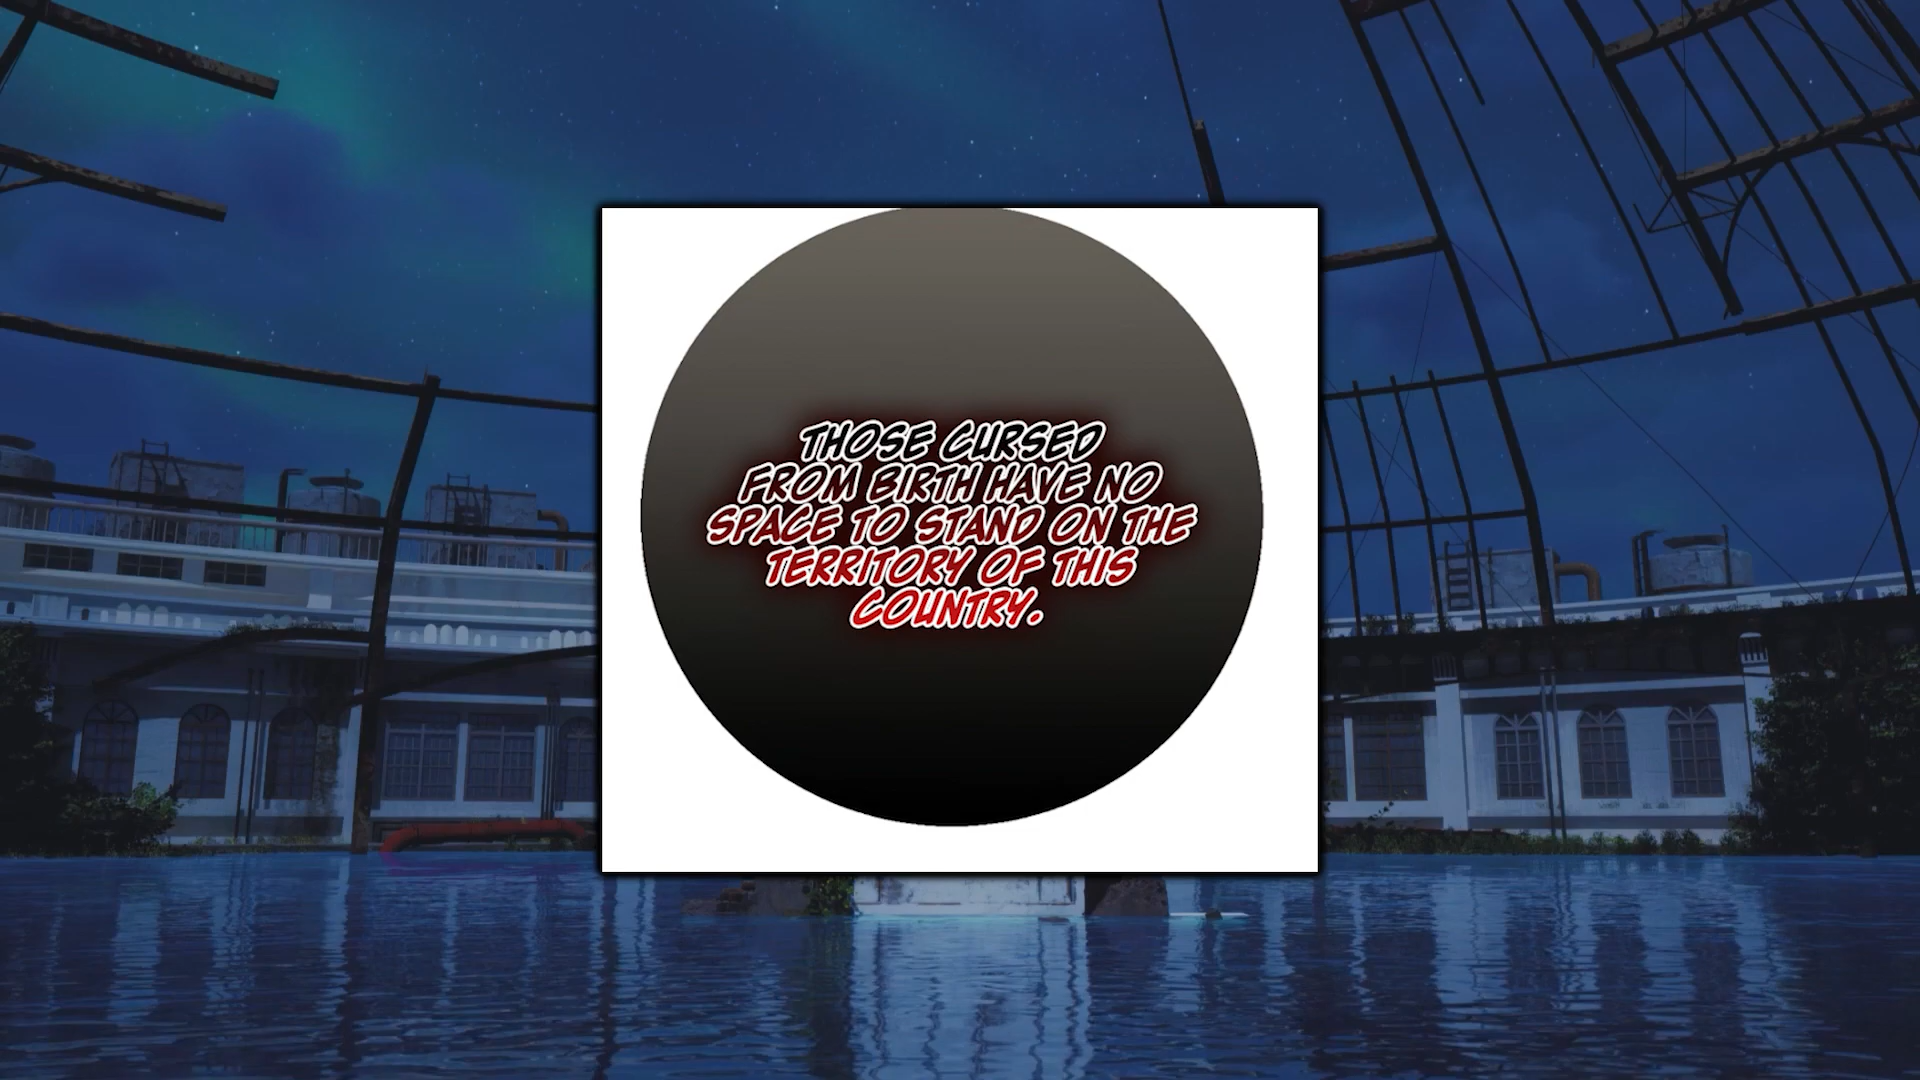 THOSE CURSED
FROM BIRTH HAVE NO
SPACE TO STAND ON THE
TERRITORY OF THIS
COUNTRY.